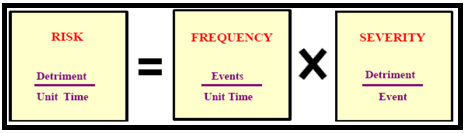 RISK
Detriment
Unit Time
=
FREQUENCY
Events
Unit Time
X
SEVERITY
Detriment
Event